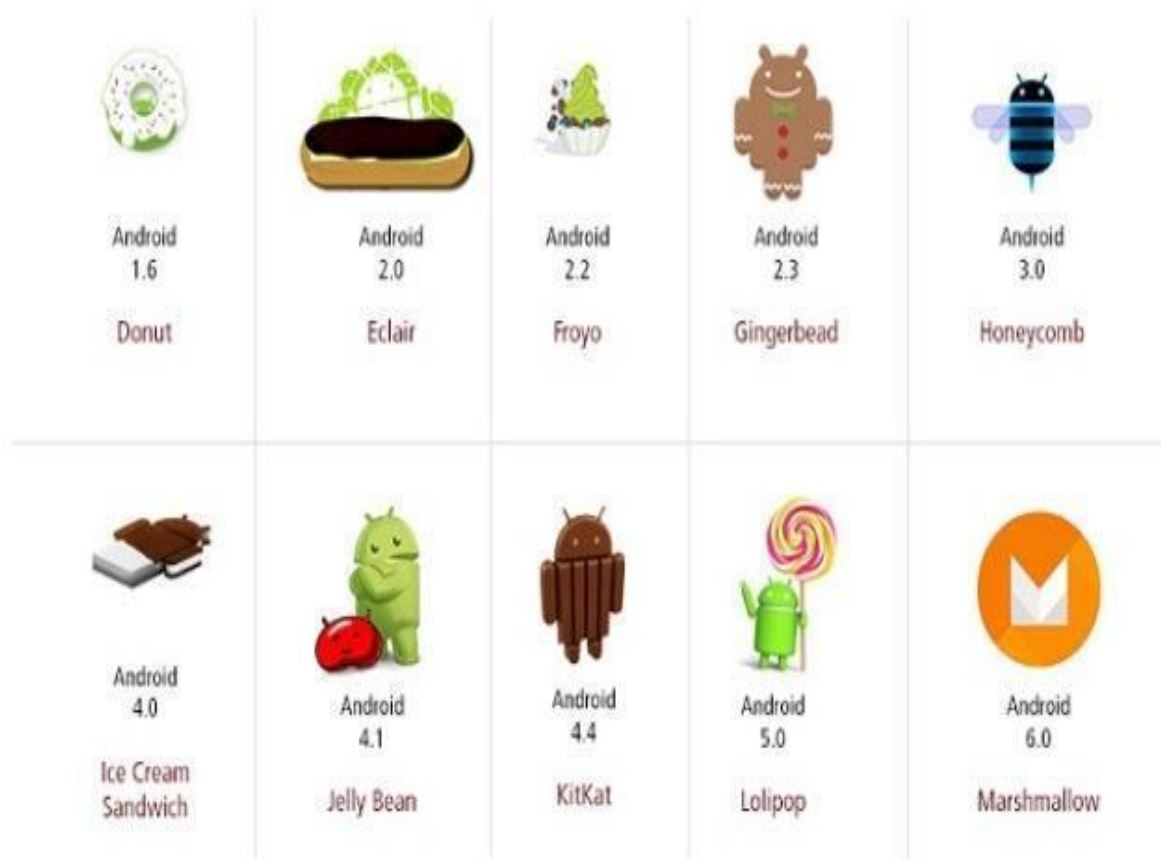 Android
1.6
Donut
Android
2.0
Eclair
Android
2.2
Froyo
Android
2.3
Gingerbead
Android
3.0
Honeycomb
Android
4.0
Ice Cream
Sandwich
Android
4.1
Jelly Bean
Android
4.4
KitKat
Android
5.0
Lolipop
Android
6.0
Marshmallow